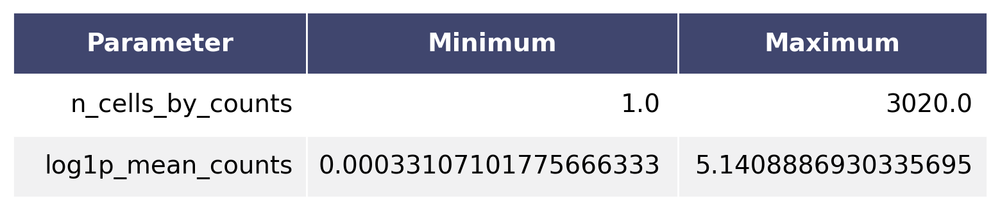 Parameter Minimum Maximum
n_cells_by_counts 1.0 3020.0
log1p_mean_counts 0.00033107101775666333 5.1408886930335695